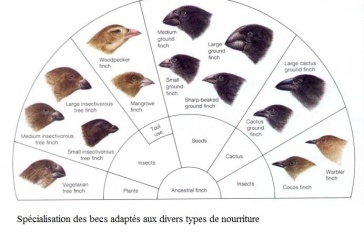 Medium
ground
finch
Large
ground
finch
Woodpecker
finch
Large cactus
ground finch
Small
ground
finch
Mangrove
finch
Large insectivorous
tree finch
Sharp-beaked
ground finch
Cactus
ground
finch
Medium insectivorous
tree finch
Small insectivorous
tree finch
Tool
use
Seeds
Warbler
finch
Insects
Cactus
Vegetarian
tree finch
Plants
Ancestral finch
Insects
Cocos finch
Spécialisation des becs adaptés aux divers types de nourriture